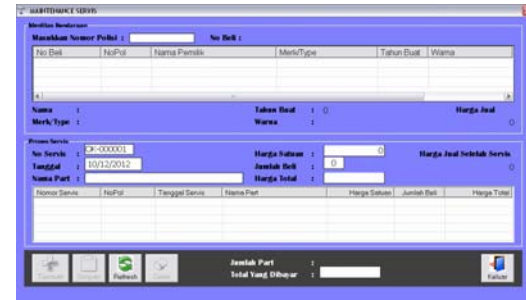 MAINTENANCE SERVIS
Identitas Kendaraan
Masukkan Nomor Polisi : No Beli :
No Beli NoPol Nama Pemilik Merk/Type Tahun Buat Warna
Nama : Tahun Buat : 0 Harga Jual
Merk/Type : Warna : 0
Proses Servis
No Servis : OK-000001 Harga Satuan : 0 Harga Jual Setelah Servis
Tanggal : 10/12/2012 Jumlah Beli : 0 0
Nama Part : Harga Total :
Nomor Servis NoPol Tanggal Servis Nama Part Harga Satuan Jumlah Beli Harga Total
Jumlah Part :
Refresh Total Yang Dibayar : Keluar